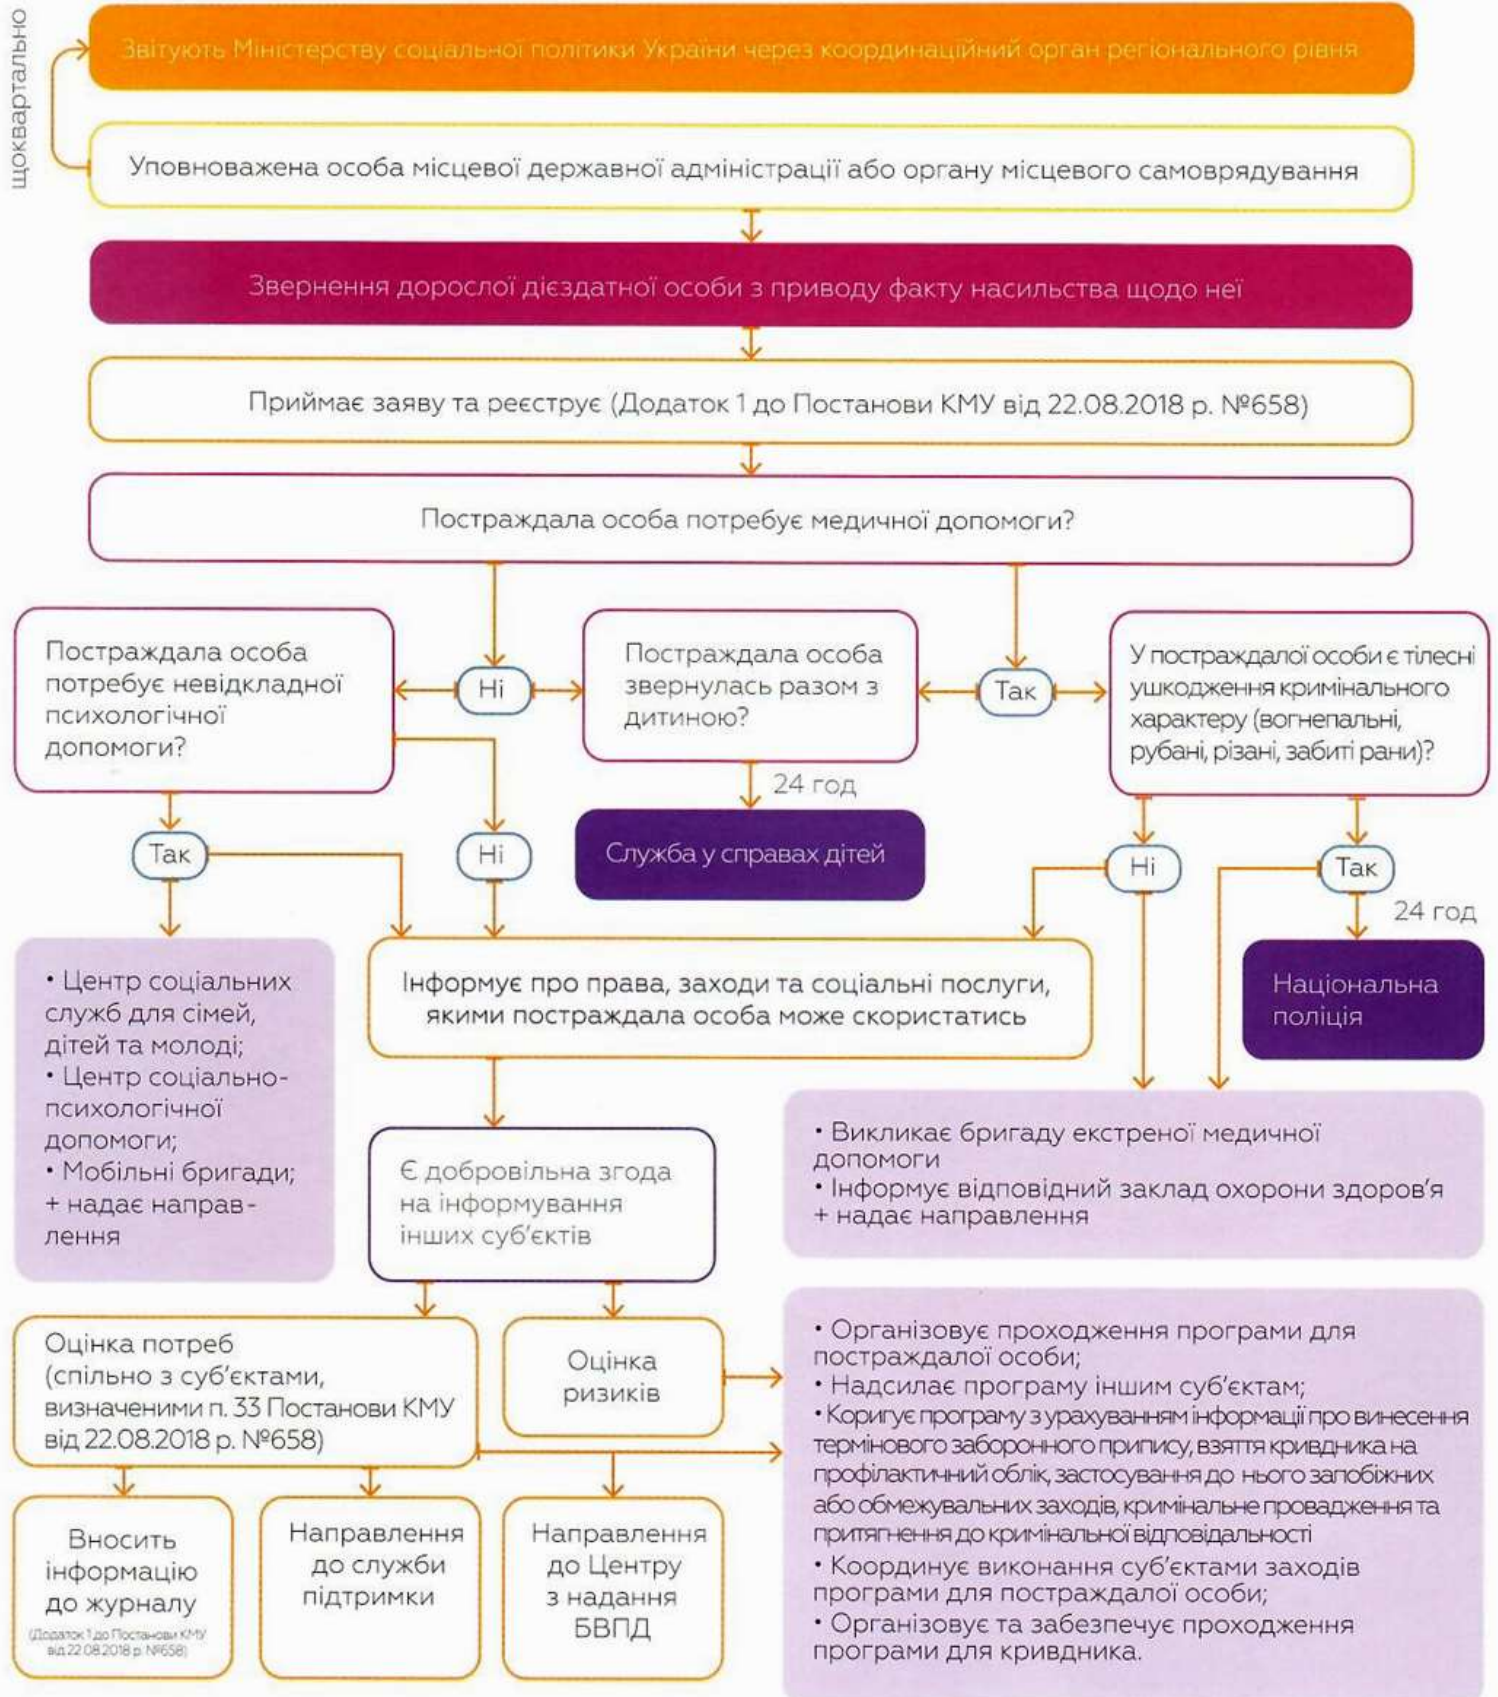 щоквартально
Звітують Міністерству соціальної політики України через координаційний орган регіонального рівня
Уповноважена особа місцевої державної адміністрації або органу місцевого самоврядування
Звернення дорослої дієздатної особи з приводу факту насильства щодо неї
Приймає заяву та реєструє (Додаток 1 до Постанови КМУ від 22.08.2018 р. №658)
Постраждала особа потребує медичної допомоги?
Постраждала особа
потребує невідкладної
психологічної
допомоги?
Ні
Постраждала особа
звернулась разом з
дитиною?
Так
У постраждалої особи є тілесні
ушкодження кримінального
характеру (вогнепальні,
рубані, різані, забиті рани)?
24 год
Так
Ні
Служба у справах дітей
Ні
Так
24 год
• Центр соціальних
служб для сімей,
дітей та молоді;
• Центр соціально-
психологічної
допомоги;
• Мобільні бригади;
+ надає направ-
лення
Інформує про права, заходи та соціальні послуги,
якими постраждала особа може скористатись
Національна
поліція
Є добровільна згода
на інформування
інших суб’єктів
• Викликає бригаду екстреної медичної
допомоги
• Інформує відповідний заклад охорони здоров’я
+ надає направлення
Оцінка потреб
(спільно з суб’єктами,
визначеними п. 33 Постанови КМУ
від 22.08.2018 р. №658)
Оцінка
ризиків
• Організовує проходження програми для
постраждалої особи;
• Надсилає програму іншим суб’єктам;
• Коригує програму з урахуванням інформації про винесення
термінового заборонного припису, взяття кривдника на
профілактичний облік, застосування до нього запобіжних
або обмежувальних заходів, кримінальне провадження та
притягнення до кримінальної відповідальності
• Координує виконання суб’єктами заходів
програми для постраждалої особи;
• Організовує та забезпечує проходження
програми для кривдника.
Вносить
інформацію
до журналу
(Додаток 1 до Постанови КМУ
від 22.08.2018 р. №658)
Направлення
до служби
підтримки
Направлення
до Центру
з надання
БВПД